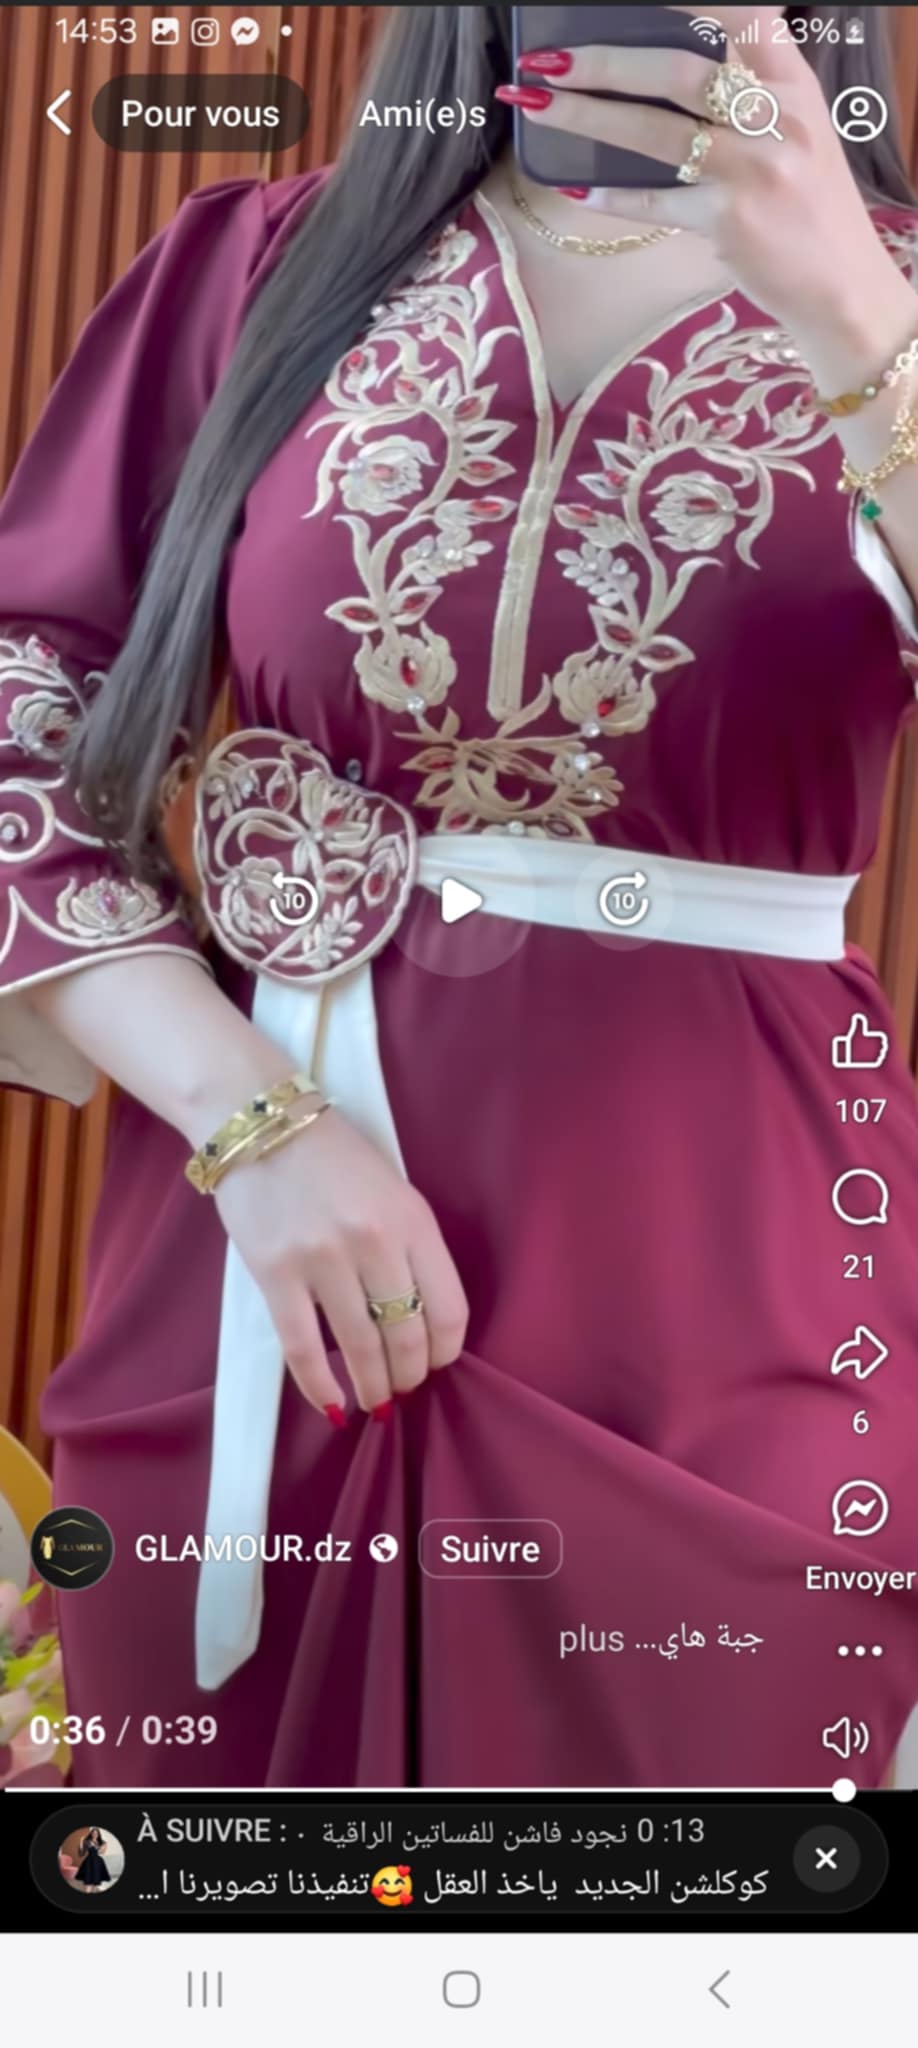 14:53
23%
Pour vous
Ami(e)s
10
10
107
21
6
GLAMOUR
GLAMOUR.dz
Suivre
Envoyer
جبة هاي... plus
0:36 / 0:39
À SUIVRE : · نجود فاشن للفساتين الراقية 0 :13
كوكلشن الجديد ياخذ العقل 🥰تنفيذنا تصويرنا ا...